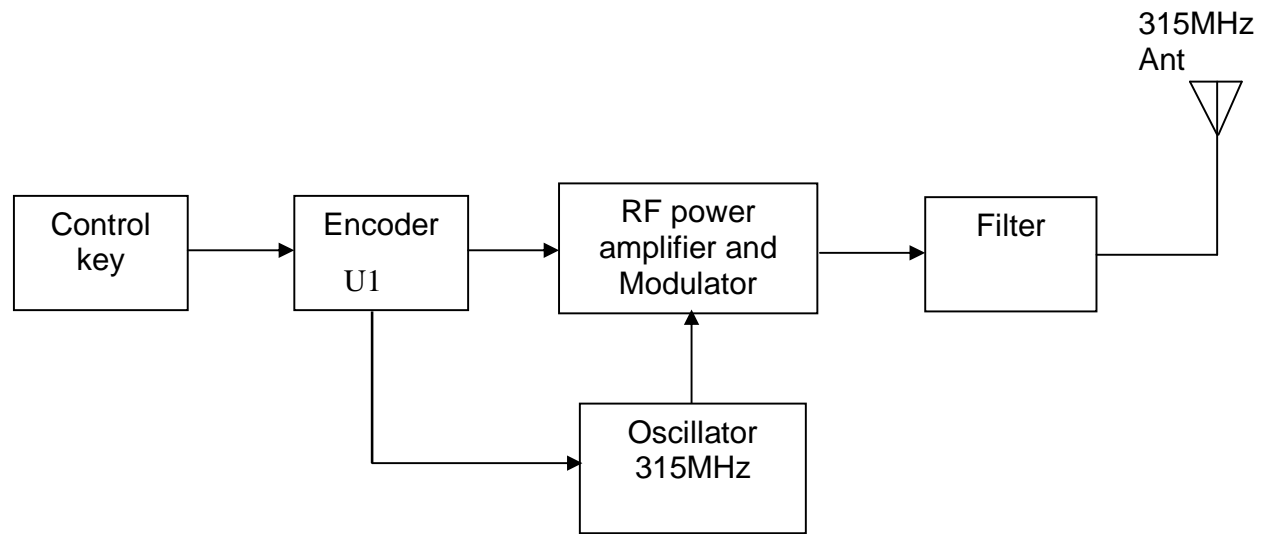 315MHz
Ant
Control
key
Encoder
U1
RF power
amplifier and
Modulator
Filter
Oscillator
315MHz